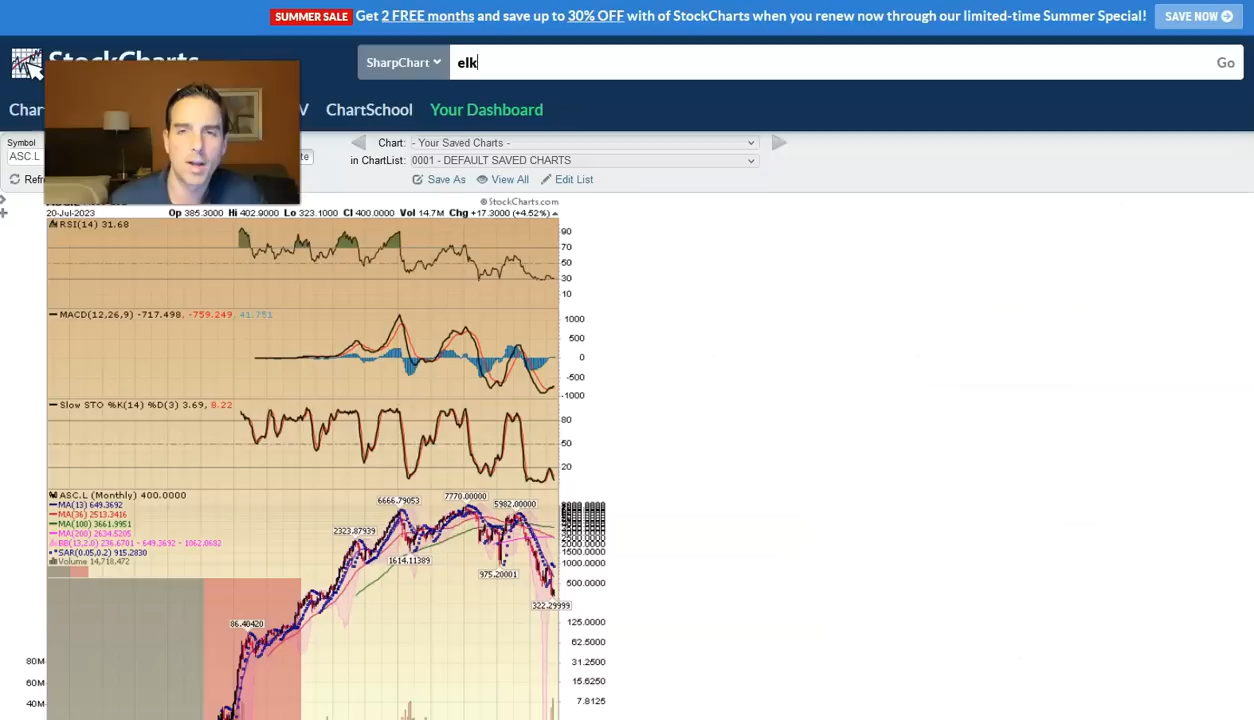 SUMMER SALE Get 2 FREE months and save up to 30% OFF with of StockCharts when you renew now through our limited-time Summer Special! SAVE NOW
StockCharts SharpChart elk Go
Char V ChartSchool Your Dashboard
Symbol
ASC.L
Chart: - Your Saved Charts -
in ChartList: 0001 - DEFAULT SAVED CHARTS
Refr Save As View All Edit List
© StockCharts.com
20-Jul-2023 Op 385.3000 Hi 402.9000 Lo 323.1000 Cl 400.0000 Vol 14.7M Chg +17.3000 (+4.52%)
RSI(14) 31.68
90
70
50
30
10
MACD(12,26,9) -717.498, -759.249, 41.751
1000
500
0
-500
-1000
Slow STO %K(14) %D(3) 3.69, 8.22
80
50
20
ASC.L (Monthly) 400.0000
MA(13) 649.3692
MA(36) 2513.3416
MA(100) 3661.9951
MA(200) 2634.5205
BB(13,2.0) 236.6701 - 649.3692 - 1062.0682
SAR(0.05,0.2) 915.2830
Volume 14,718,472
6666.79053 7770.00000 5982.00000
2323.87939
1614.11389
975.20001
322.29999
86.40420
2000.0000
1500.0000
1000.0000
500.0000
125.0000
62.5000
31.2500
15.6250
7.8125
80M
60M
40M